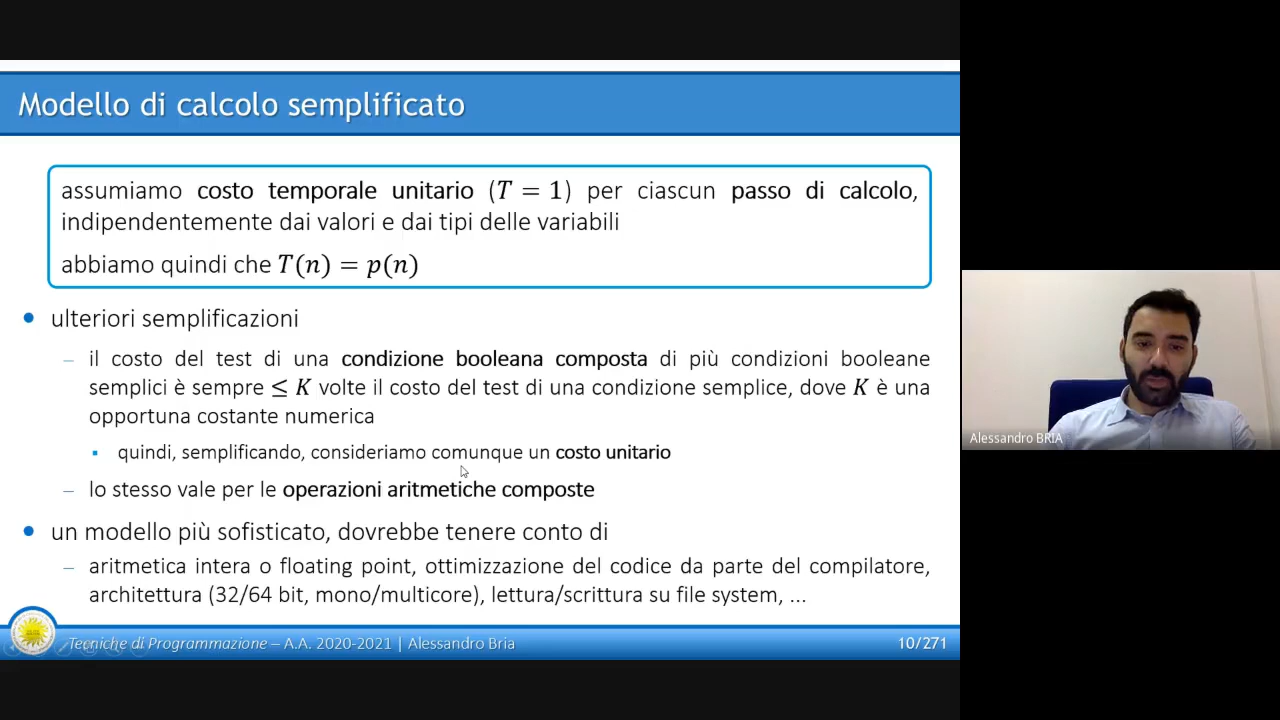 Modello di calcolo semplificato
assumiamo costo temporale unitario (T = 1) per ciascun passo di calcolo,
indipendentemente dai valori e dai tipi delle variabili
abbiamo quindi che T(n) = p(n)
ulteriori semplificazioni
– il costo del test di una condizione booleana composta di più condizioni booleane
semplici è sempre ≤ K volte il costo del test di una condizione semplice, dove K è una
opportuna costante numerica
quindi, semplificando, consideriamo comunque un costo unitario
– lo stesso vale per le operazioni aritmetiche composte
un modello più sofisticato, dovrebbe tenere conto di
– aritmetica intera o floating point, ottimizzazione del codice da parte del compilatore,
architettura (32/64 bit, mono/multicore), lettura/scrittura su file system, ...
Tecniche di Programmazione – A.A. 2020-2021 | Alessandro Bria
10/271
Alessandro BRIA